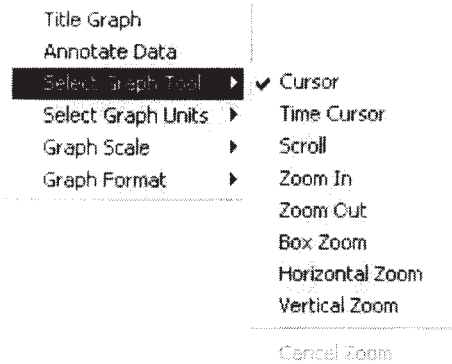 Title Graph
Annotate Data
Select Graph Tool
Select Graph Units
Graph Scale
Graph Format
Cursor
Time Cursor
Scroll
Zoom In
Zoom Out
Box Zoom
Horizontal Zoom
Vertical Zoom
Cancel Zoom